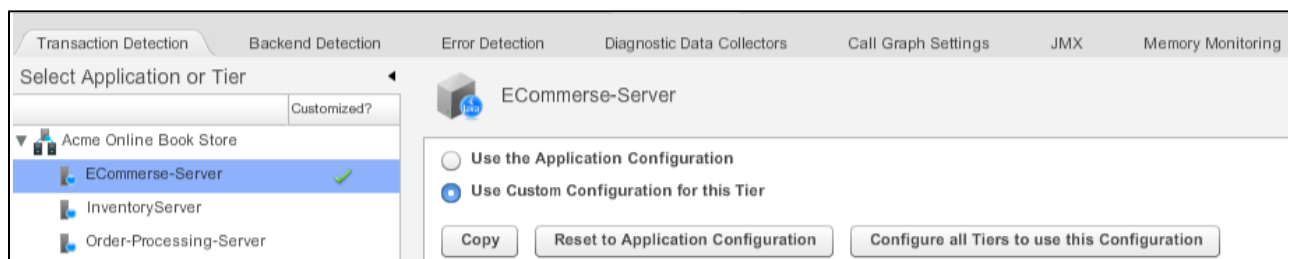 Transaction Detection Backend Detection Error Detection Diagnostic Data Collectors Call Graph Settings JMX Memory Monitoring
Select Application or Tier
Customized?
Acme Online Book Store
ECommerse-Server
InventoryServer
Order-Processing-Server
Java
ECommerse-Server
Use the Application Configuration
Use Custom Configuration for this Tier
Copy Reset to Application Configuration Configure all Tiers to use this Configuration